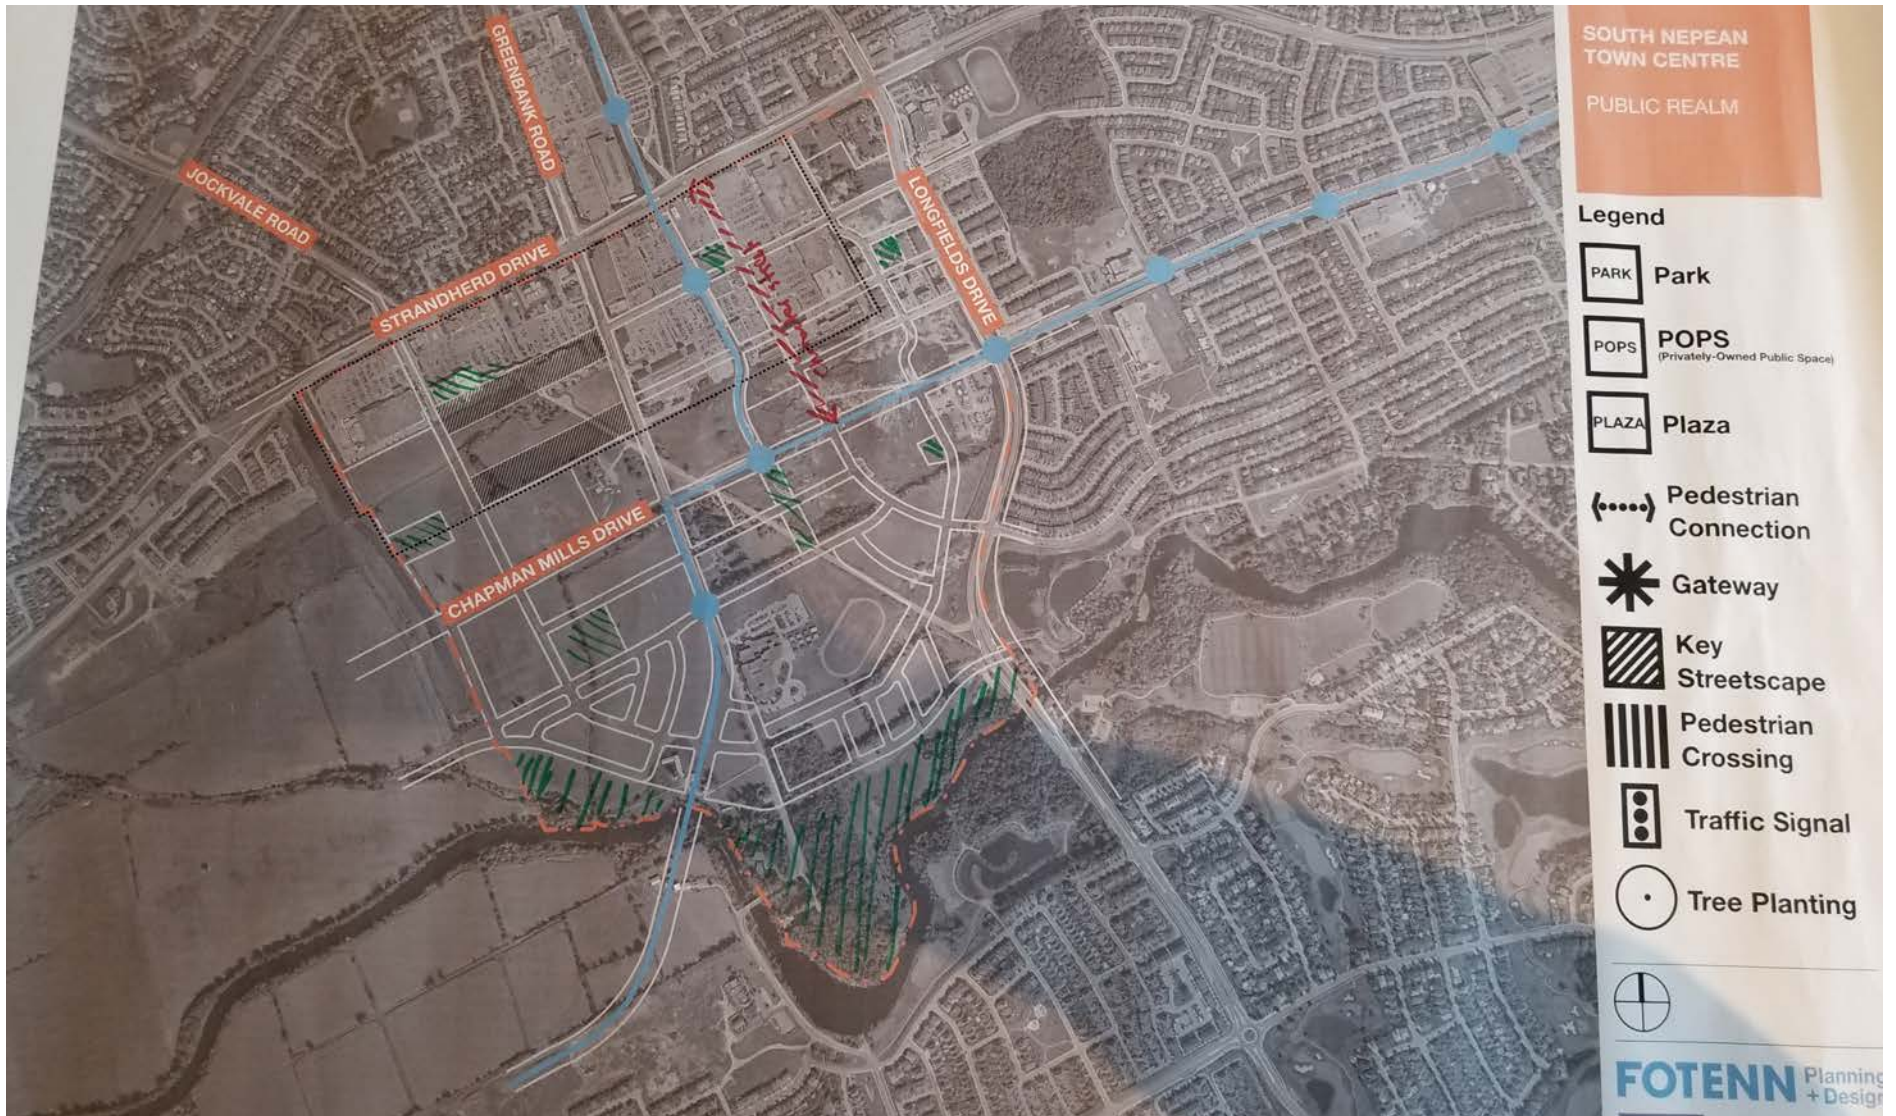 GREENBANK ROAD
JOCKVALE ROAD
STRANDHERD DRIVE
LONGFIELDS DRIVE
CHAPMAN MILLS DRIVE
SOUTH NEPEAN
TOWN CENTRE
PUBLIC REALM
Legend
PARK Park
POPS POPS
(Privately-Owned Public Space)
PLAZA Plaza
Pedestrian
Connection
Gateway
Key
Streetscape
Pedestrian
Crossing
Traffic Signal
Tree Planting
FOTENN Planning
+ Design